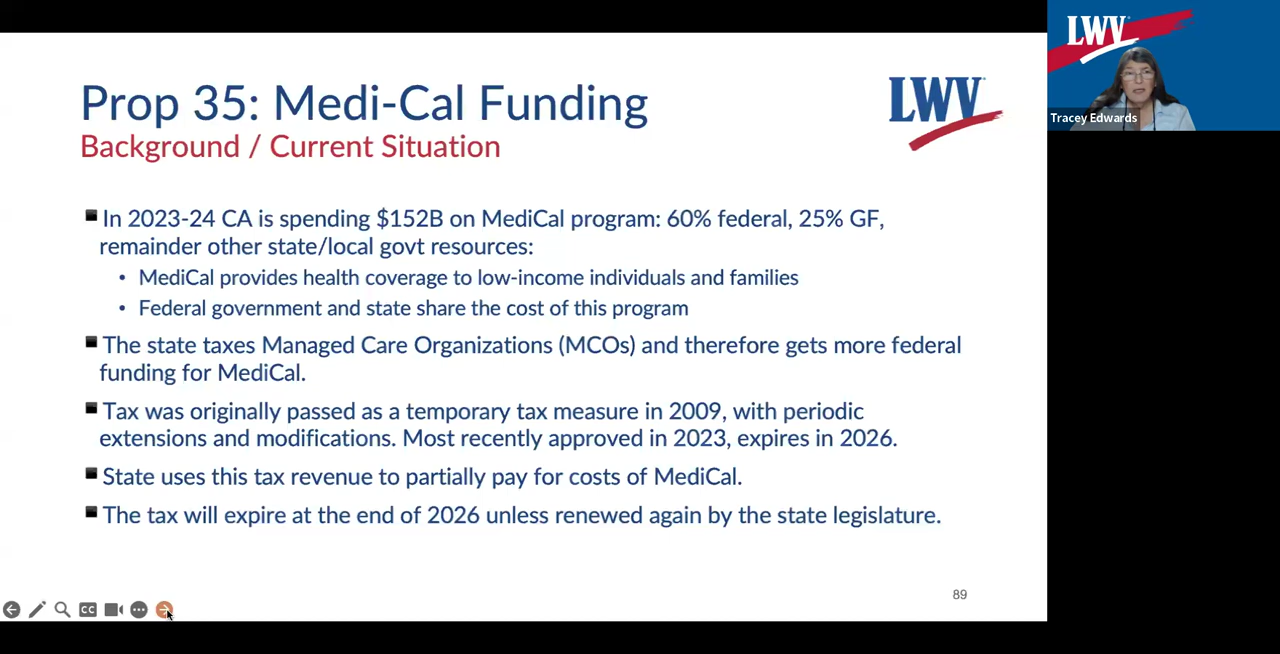 Prop 35: Medi-Cal Funding
Background / Current Situation
LWV
In 2023-24 CA is spending $152B on MediCal program: 60% federal, 25% GF,
remainder other state/local govt resources:
• MediCal provides health coverage to low-income individuals and families
• Federal government and state share the cost of this program
The state taxes Managed Care Organizations (MCOs) and therefore gets more federal
funding for MediCal.
Tax was originally passed as a temporary tax measure in 2009, with periodic
extensions and modifications. Most recently approved in 2023, expires in 2026.
State uses this tax revenue to partially pay for costs of MediCal.
The tax will expire at the end of 2026 unless renewed again by the state legislature.
CC
89
LWV
Tracey Edwards